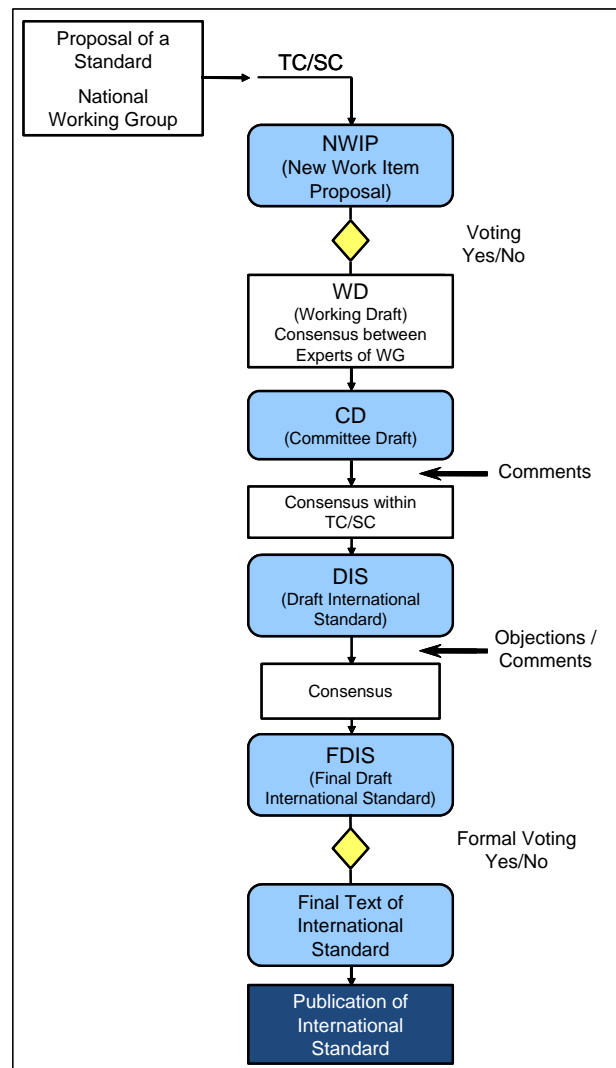 Proposal of a
Standard
National
Working Group
TC/SC
NWIP
(New Work Item
Proposal)
Voting
Yes/No
WD
(Working Draft)
Consensus between
Experts of WG
CD
(Committee Draft)
Comments
Consensus within
TC/SC
DIS
(Draft International
Standard)
Objections /
Comments
Consensus
FDIS
(Final Draft
International Standard)
Formal Voting
Yes/No
Final Text of
International
Standard
Publication of
International
Standard